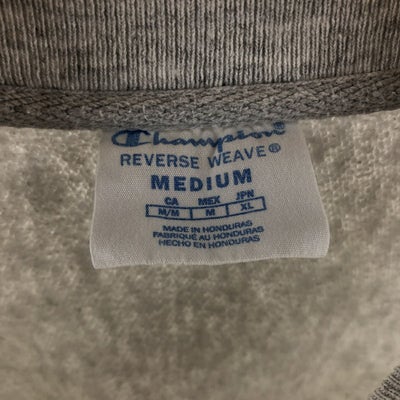 Champion®
REVERSE WEAVE®
MEDIUM
CA MEX JPN
M/M M XL
MADE IN HONDURAS
FABRIQUÉ AU HONDURAS
HECHO EN HONDURAS